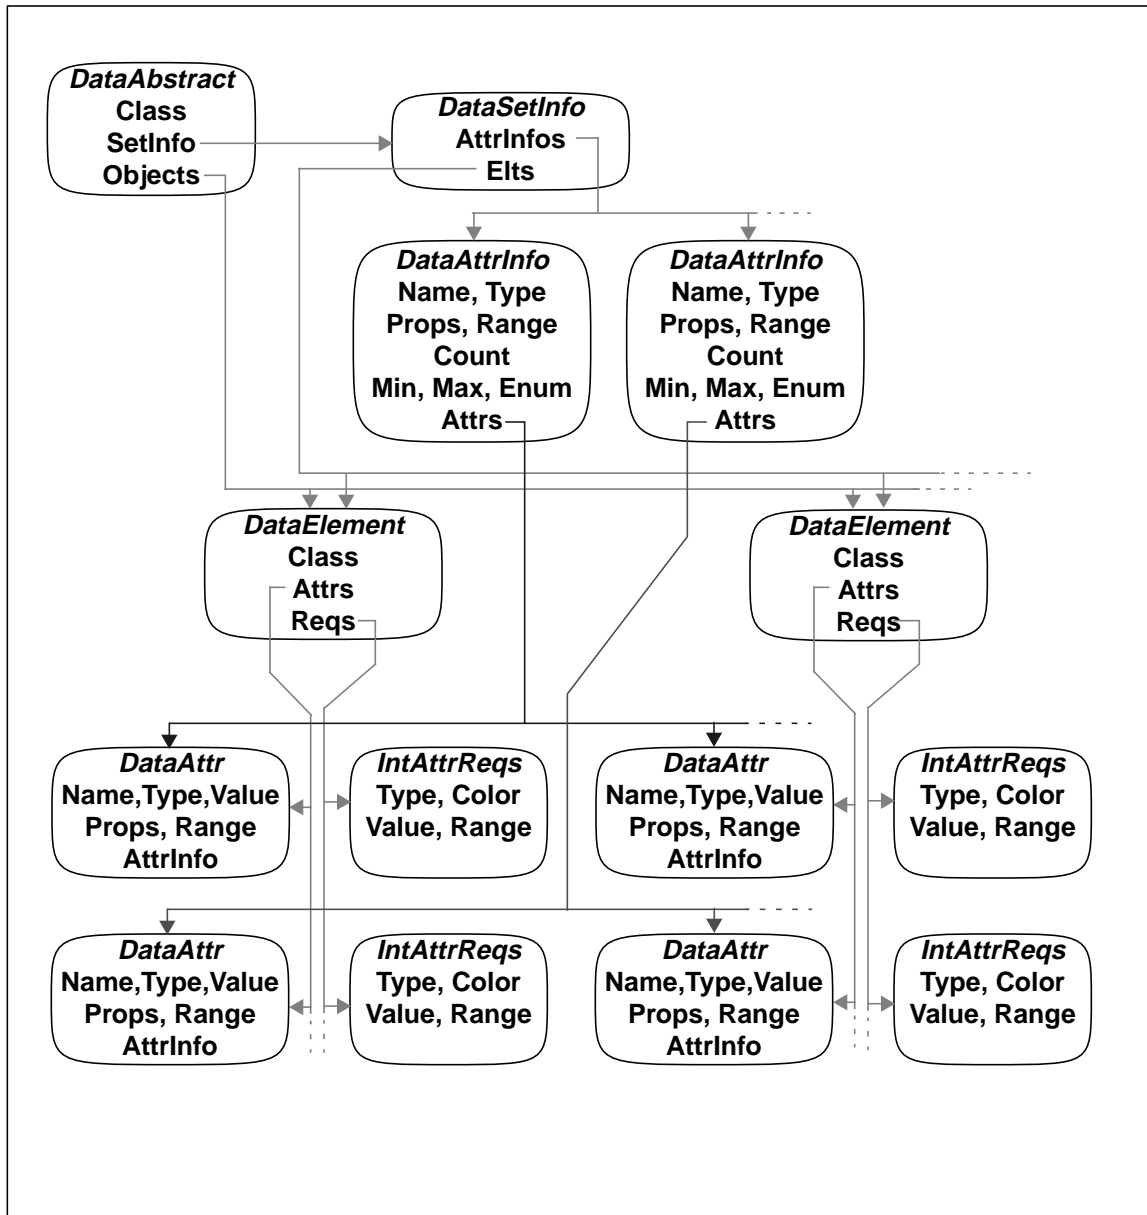 DataAbstract
Class
SetInfo
Objects
DataSetInfo
AttrInfos
Elts
DataAttrInfo
Name, Type
Props, Range
Count
Min, Max, Enum
Attrs
DataAttrInfo
Name, Type
Props, Range
Count
Min, Max, Enum
Attrs
DataElement
Class
Attrs
Reqs
DataElement
Class
Attrs
Reqs
DataAttr
Name,Type,Value
Props, Range
AttrInfo
IntAttrReqs
Type, Color
Value, Range
DataAttr
Name,Type,Value
Props, Range
AttrInfo
IntAttrReqs
Type, Color
Value, Range
DataAttr
Name,Type,Value
Props, Range
AttrInfo
IntAttrReqs
Type, Color
Value, Range
DataAttr
Name,Type,Value
Props, Range
AttrInfo
IntAttrReqs
Type, Color
Value, Range